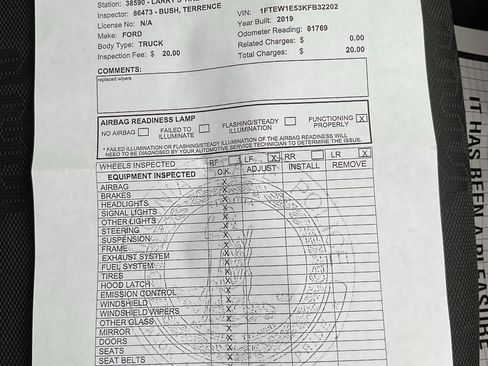 Station: 38590 - LARRY'S
Inspector: 86473 - BUSH, TERRENCE
VIN: 1FTEW1E53KFB32202
License No: N/A
Year Built: 2019
Make: FORD
Odometer Reading: 81769
Body Type: TRUCK
Related Charges: $ 0.00
Inspection Fee: $ 20.00
Total Charges: $ 20.00
COMMENTS:
replaced wipers
AIRBAG READINESS LAMP
NO AIRBAG FAILED TO ILLUMINATE FLASHING/STEADY ILLUMINATION FUNCTIONING PROPERLY X
* FAILED ILLUMINATION OR FLASHING/STEADY ILLUMINATION OF THE AIRBAG READINESS WILL
NEED TO BE DIAGNOSED BY YOUR AUTOMOTIVE SERVICE TECHNICIAN TO DETERMINE THE ISSUE.
WHEELS INSPECTED RF LF X RR LR X
EQUIPMENT INSPECTED O.K. ADJUST INSTALL REMOVE
AIRBAG X
BRAKES X
HEADLIGHTS X
SIGNAL LIGHTS X
OTHER LIGHTS X
STEERING X
SUSPENSION X
FRAME X
EXHAUST SYSTEM X
FUEL SYSTEM X
TIRES X
HOOD LATCH X
EMISSION CONTROL X
WINDSHIELD X
WINDSHIELD WIPERS X
OTHER GLASS X
MIRROR X
DOORS X
SEATS X
SEAT BELTS X
IT HAS BEEN A PLEASURE